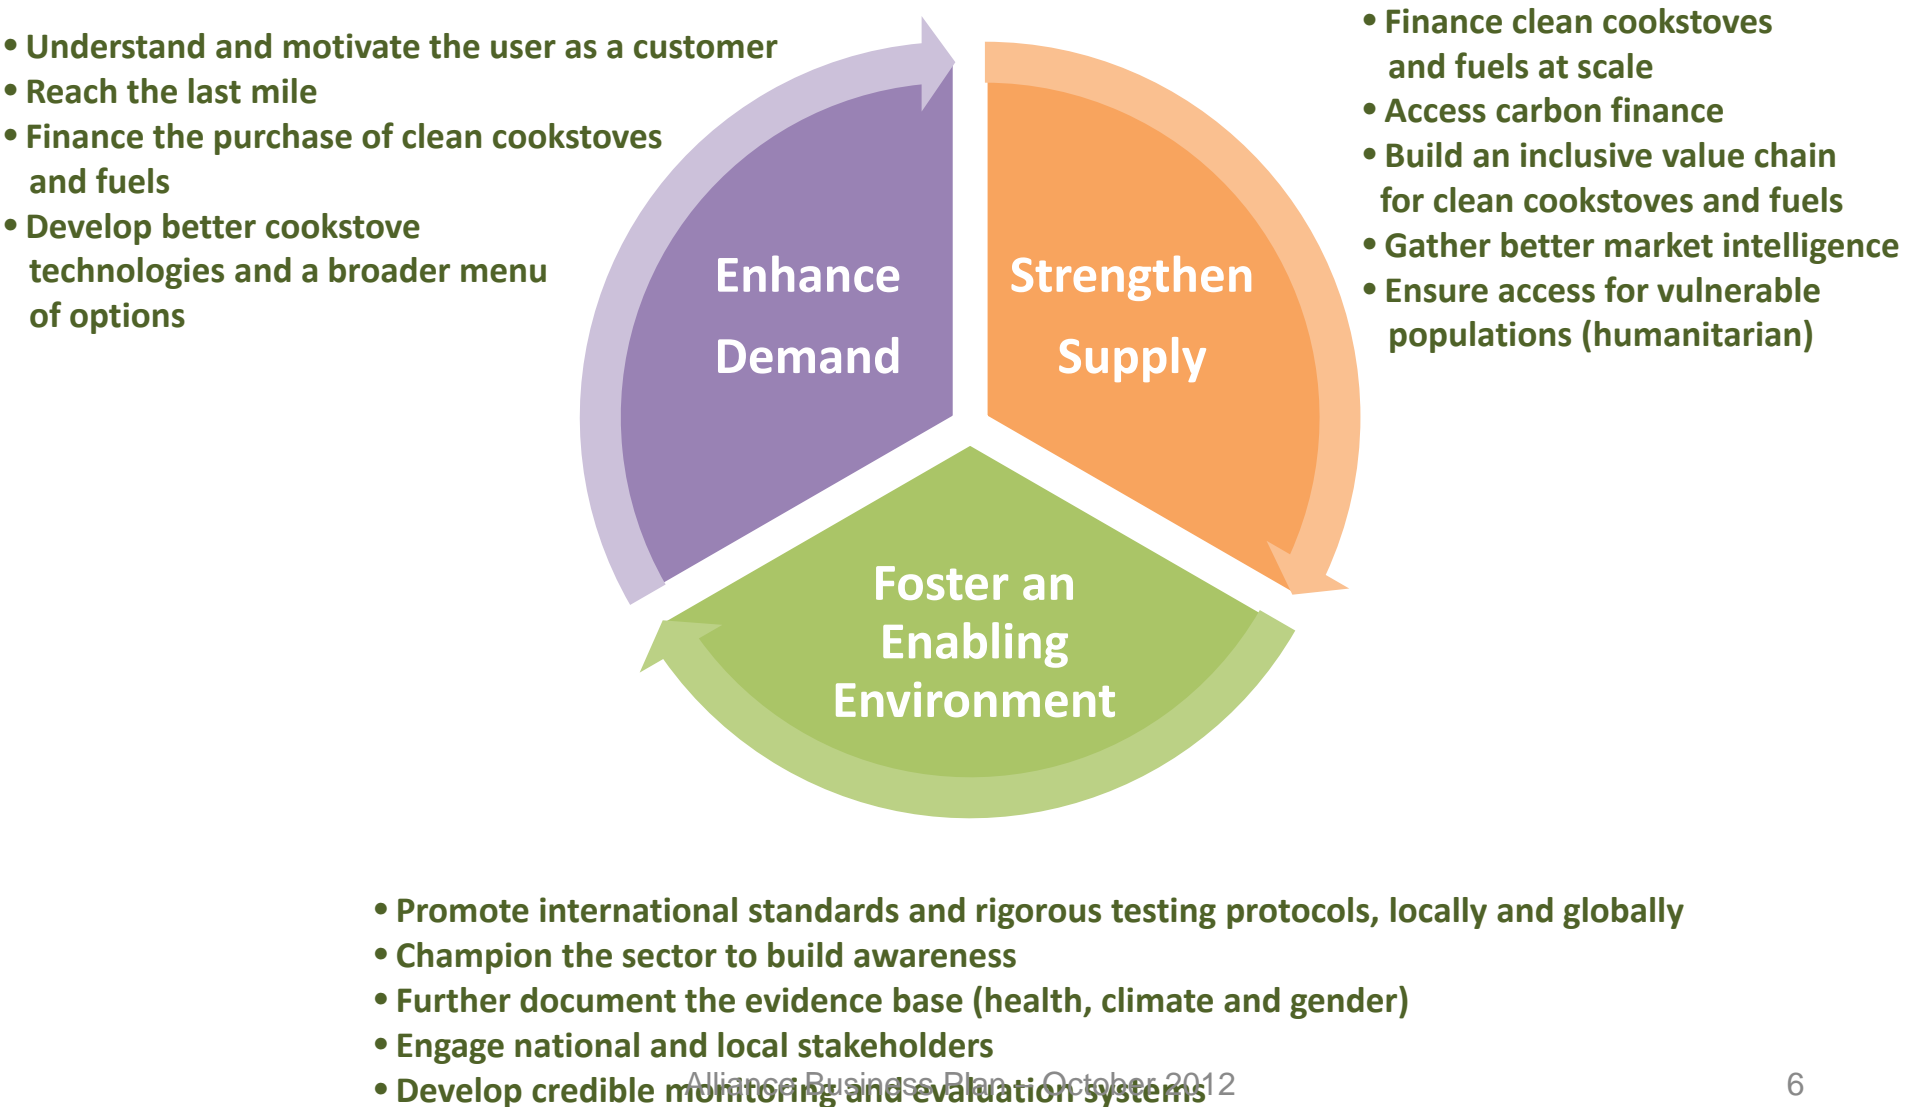 • Understand and motivate the user as a customer
• Reach the last mile
• Finance the purchase of clean cookstoves
and fuels
• Develop better cookstove
technologies and a broader menu
of options
• Finance clean cookstoves
and fuels at scale
• Access carbon finance
• Build an inclusive value chain
for clean cookstoves and fuels
• Gather better market intelligence
• Ensure access for vulnerable
populations (humanitarian)
Enhance
Demand
Strengthen
Supply
Foster an
Enabling
Environment
• Promote international standards and rigorous testing protocols, locally and globally
• Champion the sector to build awareness
• Further document the evidence base (health, climate and gender)
• Engage national and local stakeholders
• Develop credible monitoring and evaluation systems
Alliance Business Plan – October 2012
6